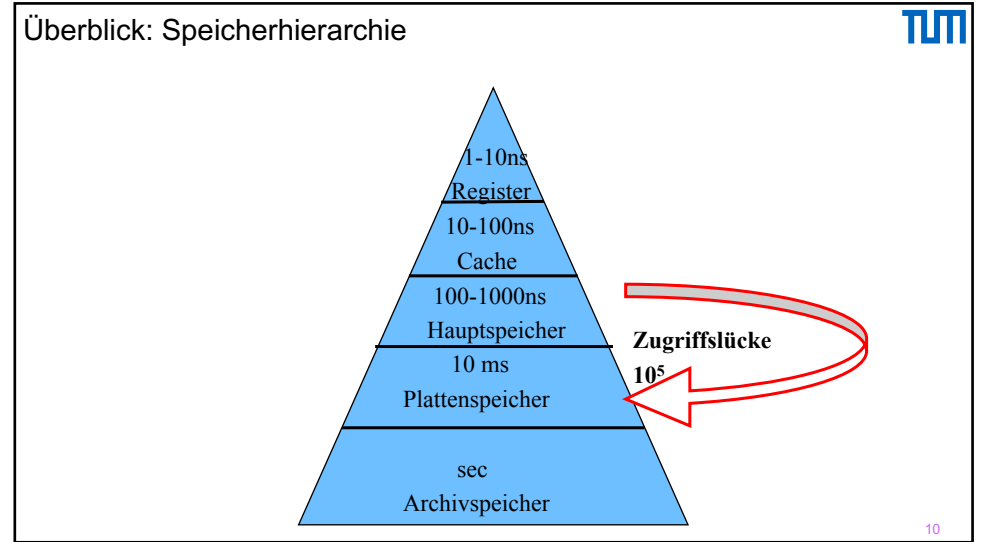 Überblick: Speicherhierarchie
TUM
1-10ns
Register
10-100ns
Cache
100-1000ns
Hauptspeicher
Zugriffslücke
10⁵
10 ms
Plattenspeicher
sec
Archivspeicher
10